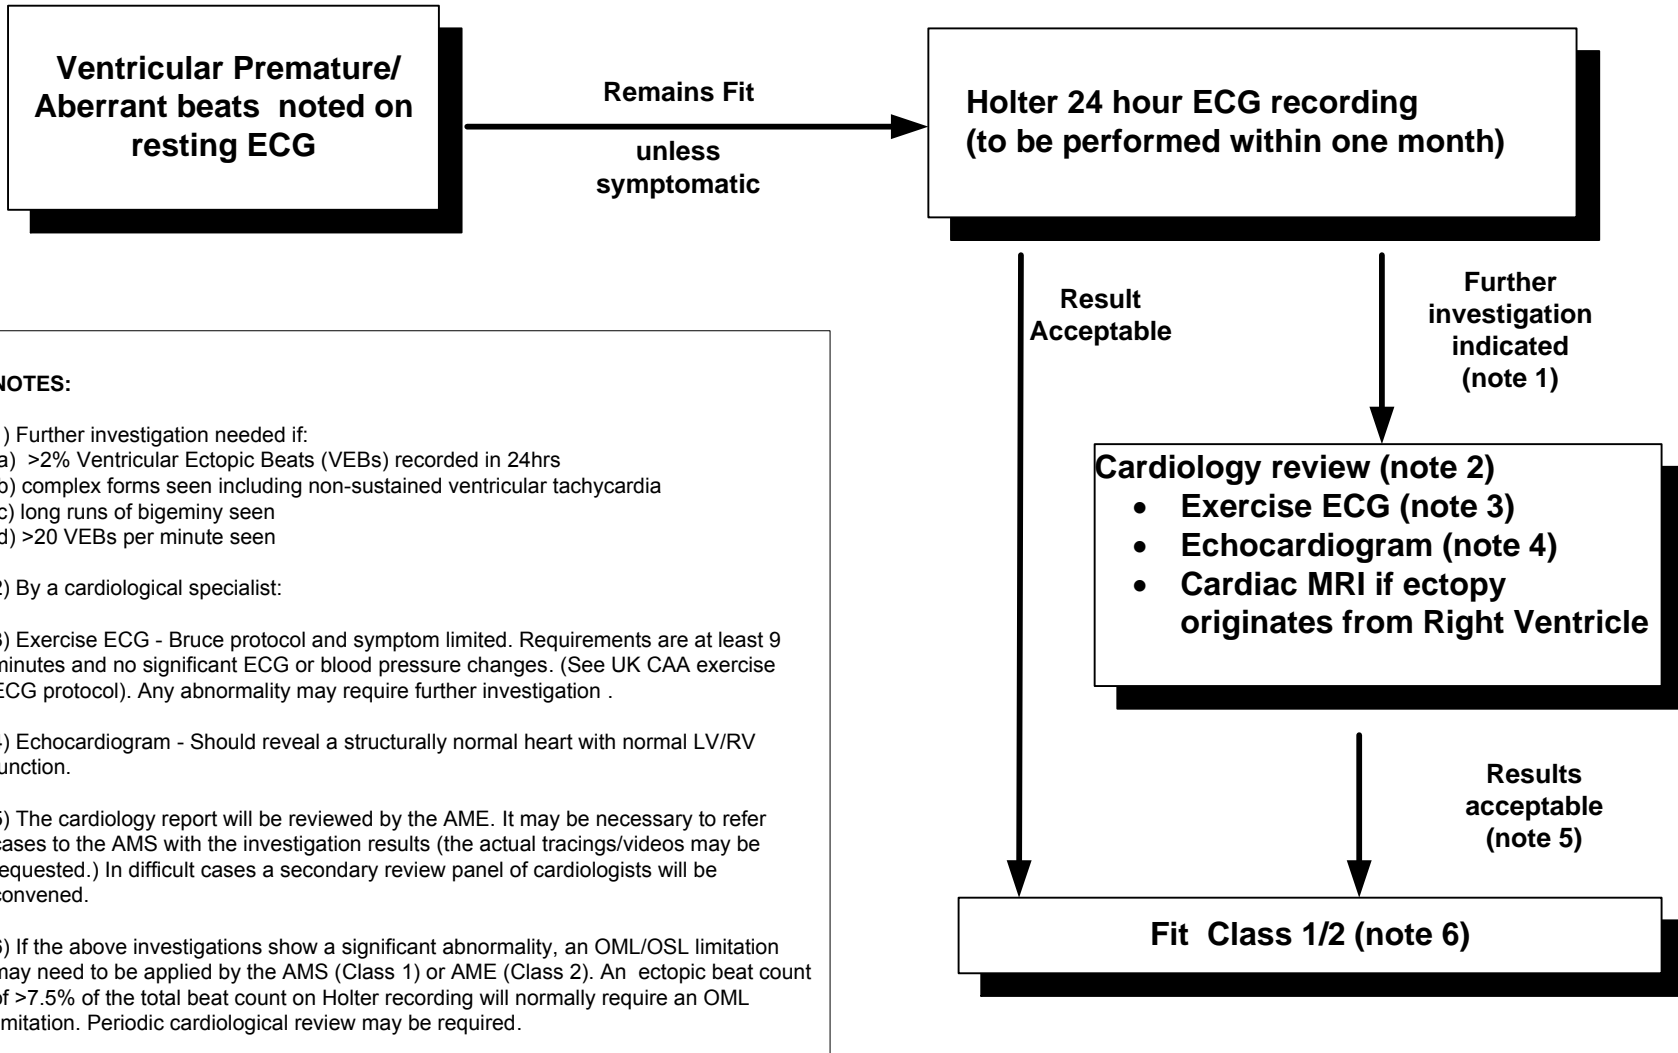 Ventricular Premature/
Aberrant beats noted on
resting ECG
Remains Fit
unless
symptomatic
Holter 24 hour ECG recording
(to be performed within one month)
Result
Acceptable
Further
investigation
indicated
(note 1)
Cardiology review (note 2)
• Exercise ECG (note 3)
• Echocardiogram (note 4)
• Cardiac MRI if ectopy
originates from Right Ventricle
Results
acceptable
(note 5)
Fit Class 1/2 (note 6)
NOTES:
) Further investigation needed if:
a) >2% Ventricular Ectopic Beats (VEBs) recorded in 24hrs
b) complex forms seen including non-sustained ventricular tachycardia
c) long runs of bigeminy seen
d) >20 VEBs per minute seen
2) By a cardiological specialist:
3) Exercise ECG - Bruce protocol and symptom limited. Requirements are at least 9
minutes and no significant ECG or blood pressure changes. (See UK CAA exercise
ECG protocol). Any abnormality may require further investigation .
4) Echocardiogram - Should reveal a structurally normal heart with normal LV/RV
unction.
5) The cardiology report will be reviewed by the AME. It may be necessary to refer
cases to the AMS with the investigation results (the actual tracings/videos may be
requested.) In difficult cases a secondary review panel of cardiologists will be
convened.
6) If the above investigations show a significant abnormality, an OML/OSL limitation
may need to be applied by the AMS (Class 1) or AME (Class 2). An ectopic beat count
of >7.5% of the total beat count on Holter recording will normally require an OML
imitation. Periodic cardiological review may be required.